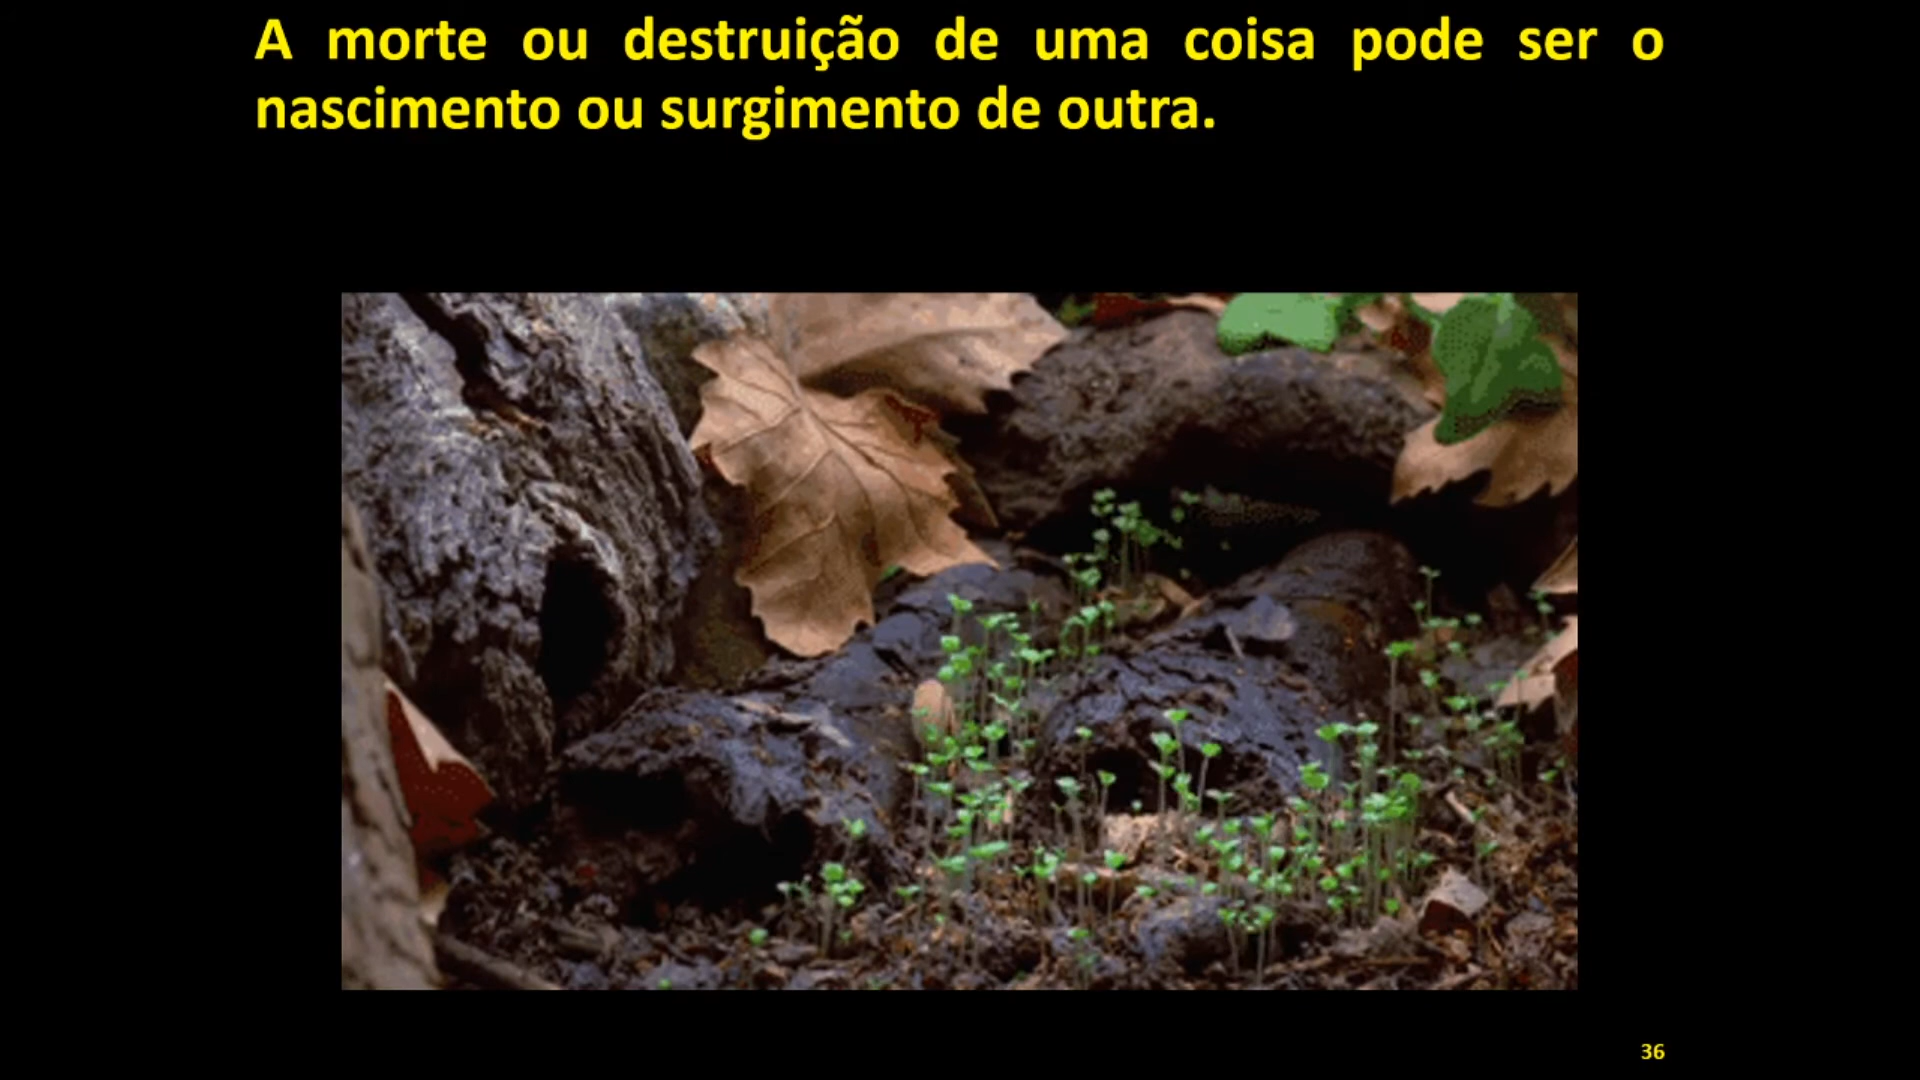 A morte ou destruição de uma coisa pode ser o
nascimento ou surgimento de outra.
36